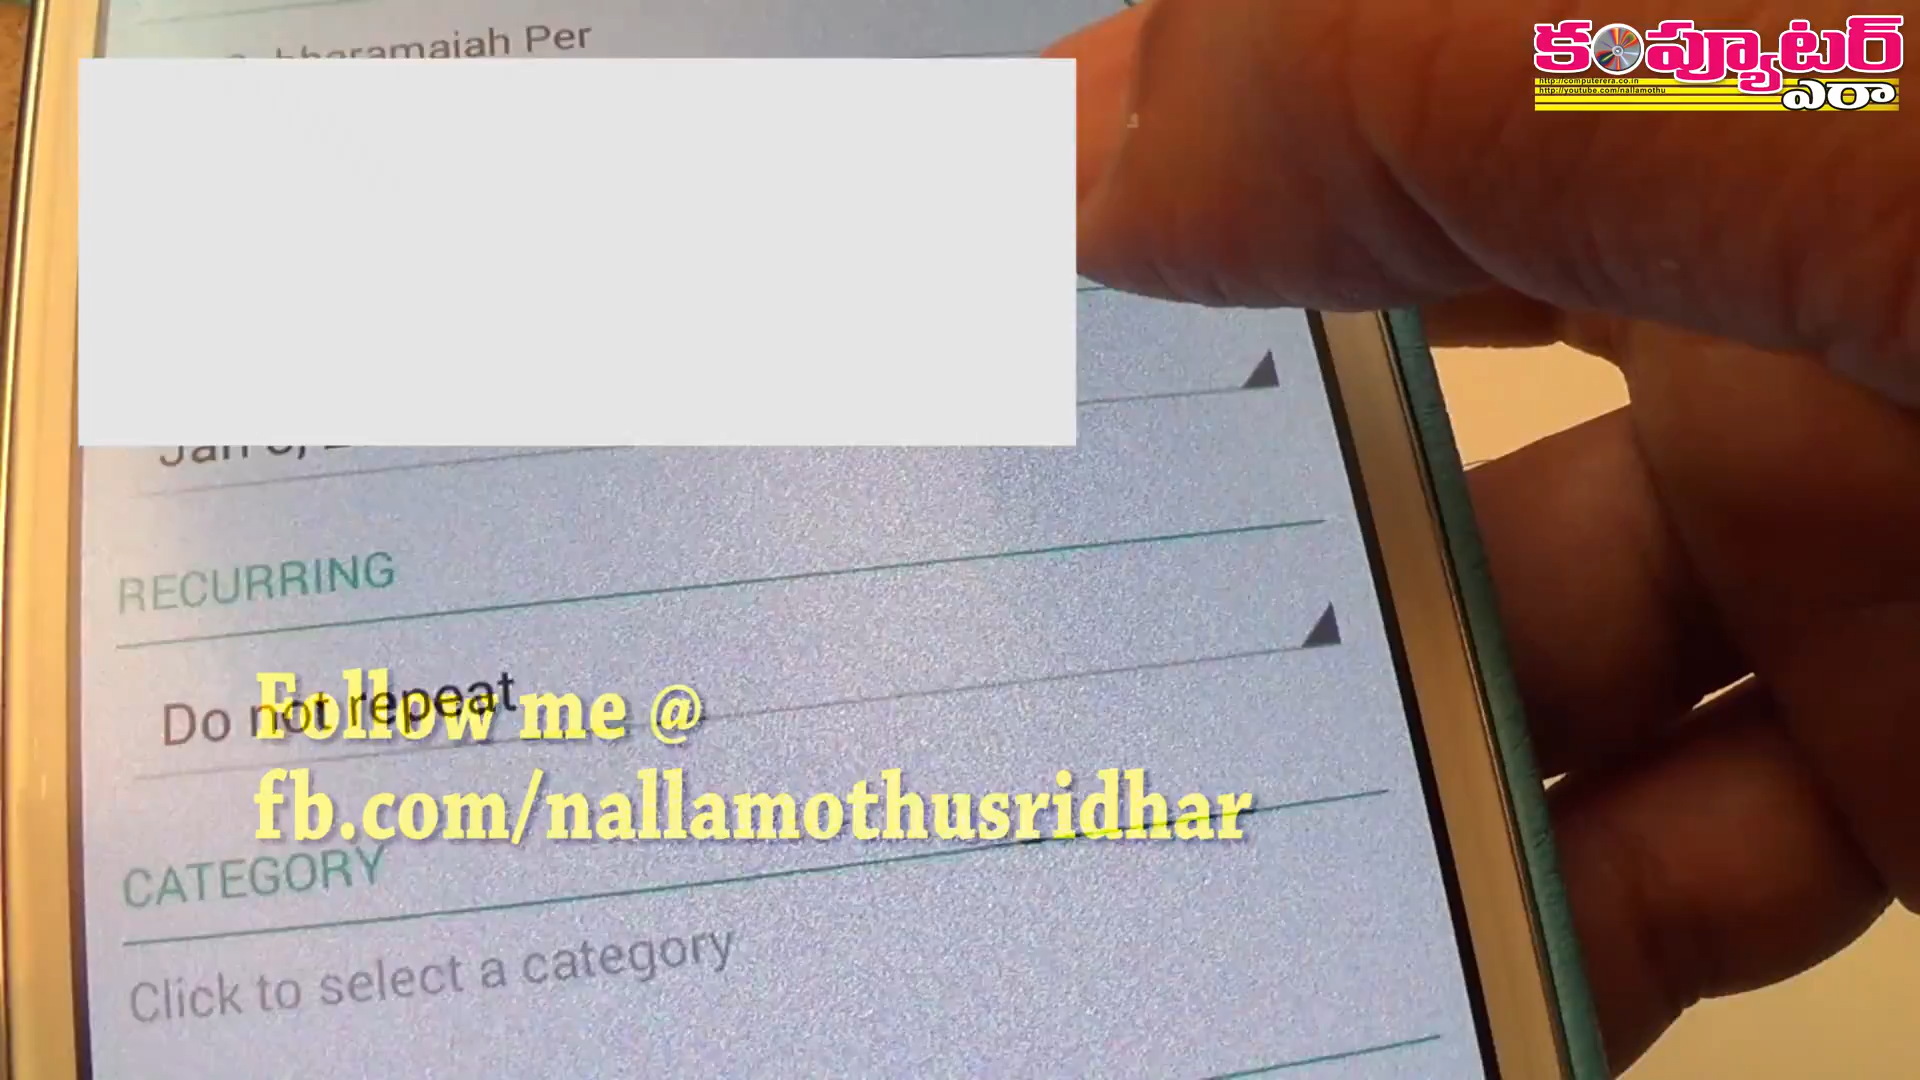 కంప్యూటర్
http://computerera.co.in
http://youtube.com/nallamothu
ఎరా
Per
RECURRING
Do not repeat
Follow me @
fb.com/nallamothusridhar
CATEGORY
Click to select a category